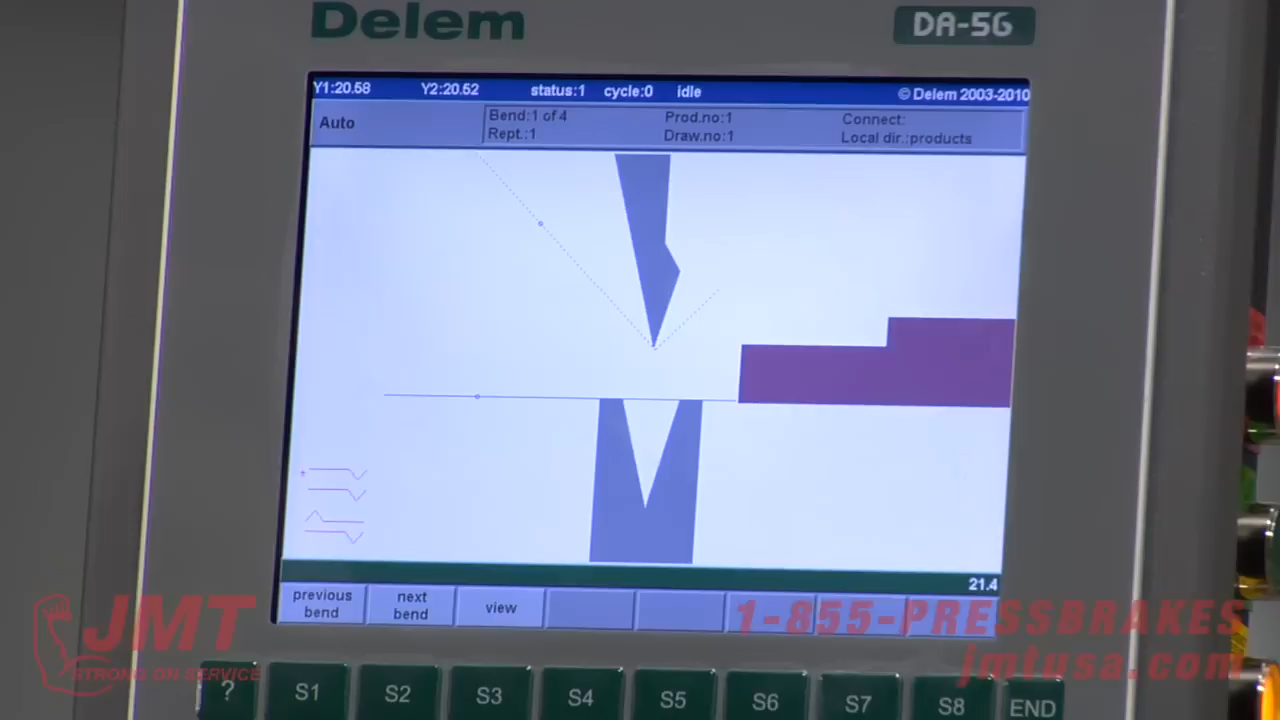 Delem DA-56
Y1:20.58 Y2:20.52 status:1 cycle:0 idle © Delem 2003-2010
Auto
Bend:1 of 4 Prod.no:1 Connect:
Rept.:1 Draw.no:1 Local dir.:products
21.4
previous bend
next bend
view
JMT
STRONG ON SERVICE
1-855-PRESSBRAKES
jmtusa.com
? S1 S2 S3 S4 S5 S6 S7 S8 END